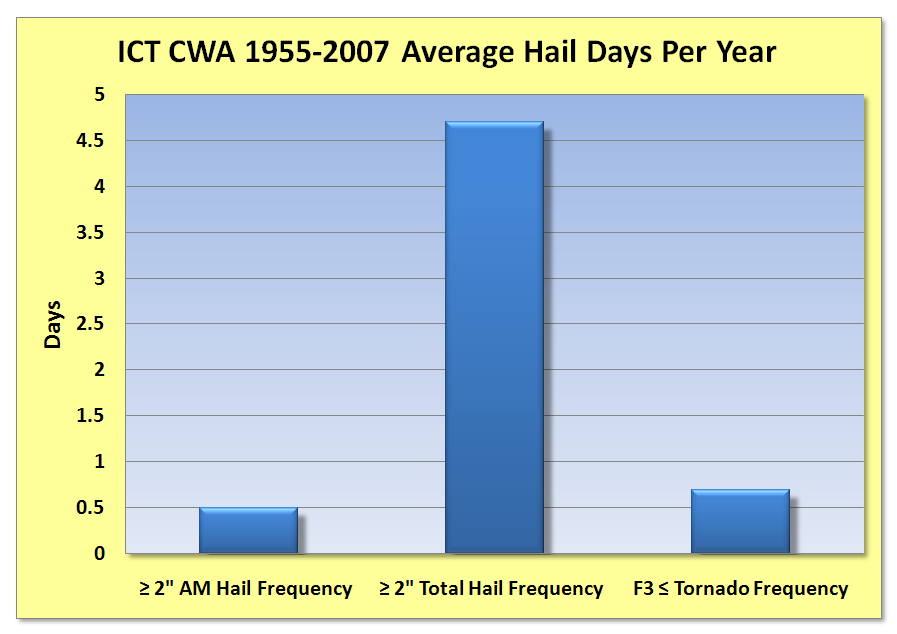 ICT CWA 1955-2007 Average Hail Days Per Year
5
4.5
4
3.5
3
2.5
2
1.5
1
0.5
0
Days
≥ 2" AM Hail Frequency
≥ 2" Total Hail Frequency
F3 ≤ Tornado Frequency